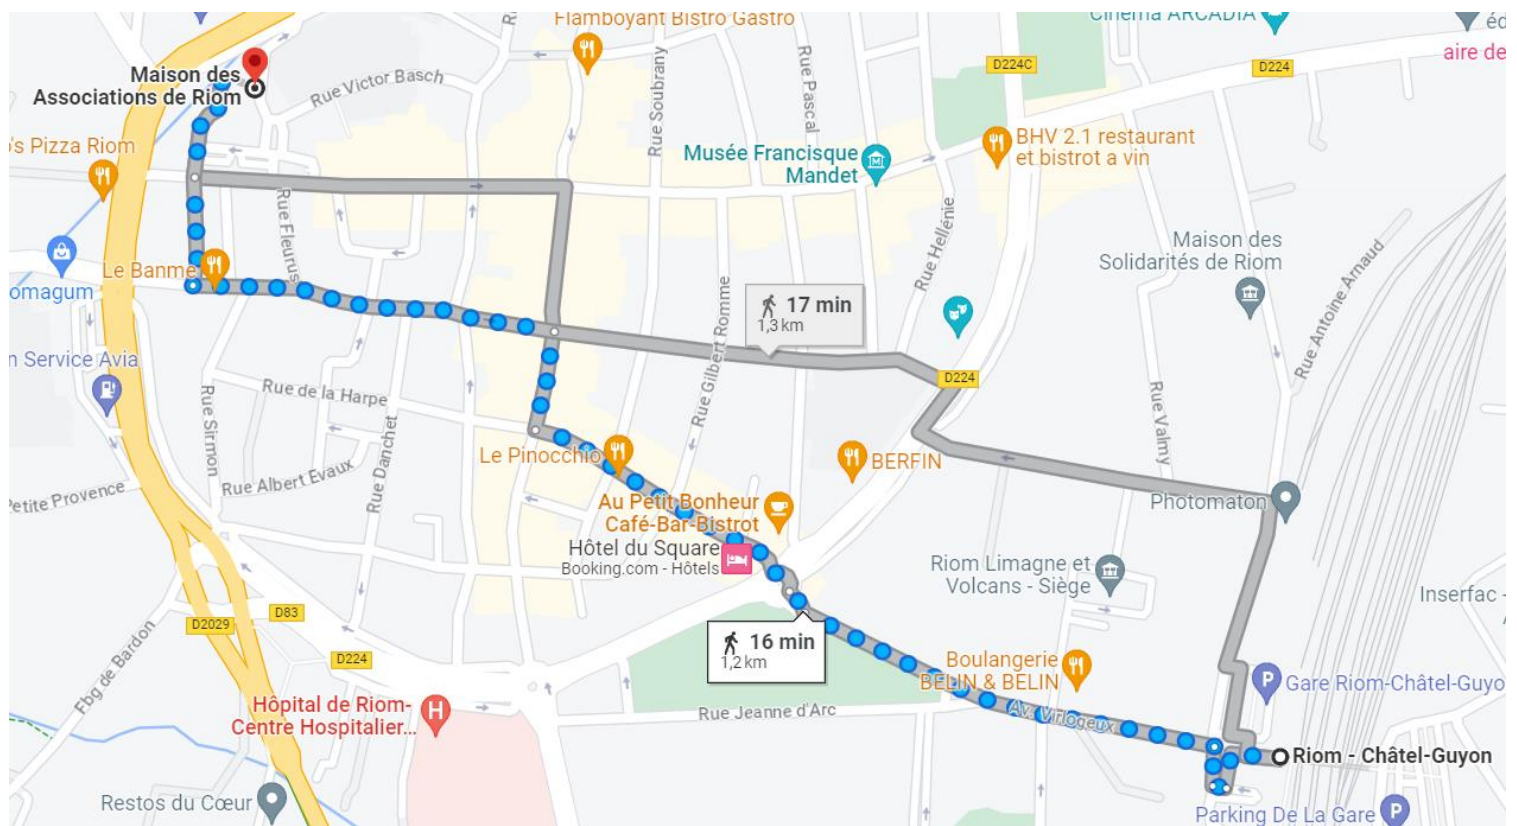 Flamboyant Bistro Gastro
Cinéma ARCADIA
éd
aire de
D224C
D224
Maison des
Associations de Riom
Rue Victor Basch
Rue Soubrany
Rue Pascal
's Pizza Riom
Musée Francisque
Mandet
BHV 2.1 restaurant
et bistrot a vin
Rue Fleurus
Rue Hellénie
Maison des
Solidarités de Riom
Rue Antoine Arnaud
Le Banme
omagum
17 min
1,3 km
Rue Gilbert Romme
n Service Avia
D224
Rue de la Harpe
Rue Sirmon
Rue Danchet
Rue Valmy
Le Pinocchio
BERFIN
Rue Albert Evaux
Petite Provence
Au Petit Bonheur
Café-Bar-Bistrot
Photomaton
Hôtel du Square
Booking.com - Hôtels
Riom Limagne et
Volcans - Siège
Inserfac -
D83
D2029
D224
16 min
1,2 km
Fbg de Bardon
Boulangerie
BELIN & BELIN
P
Gare Riom-Châtel-Guyo
Hôpital de Riom-
Centre Hospitalier...
H
Rue Jeanne d'Arc
Av. Virlogeux
Riom - Châtel-Guyon
Restos du Cœur
Parking De La Gare
P